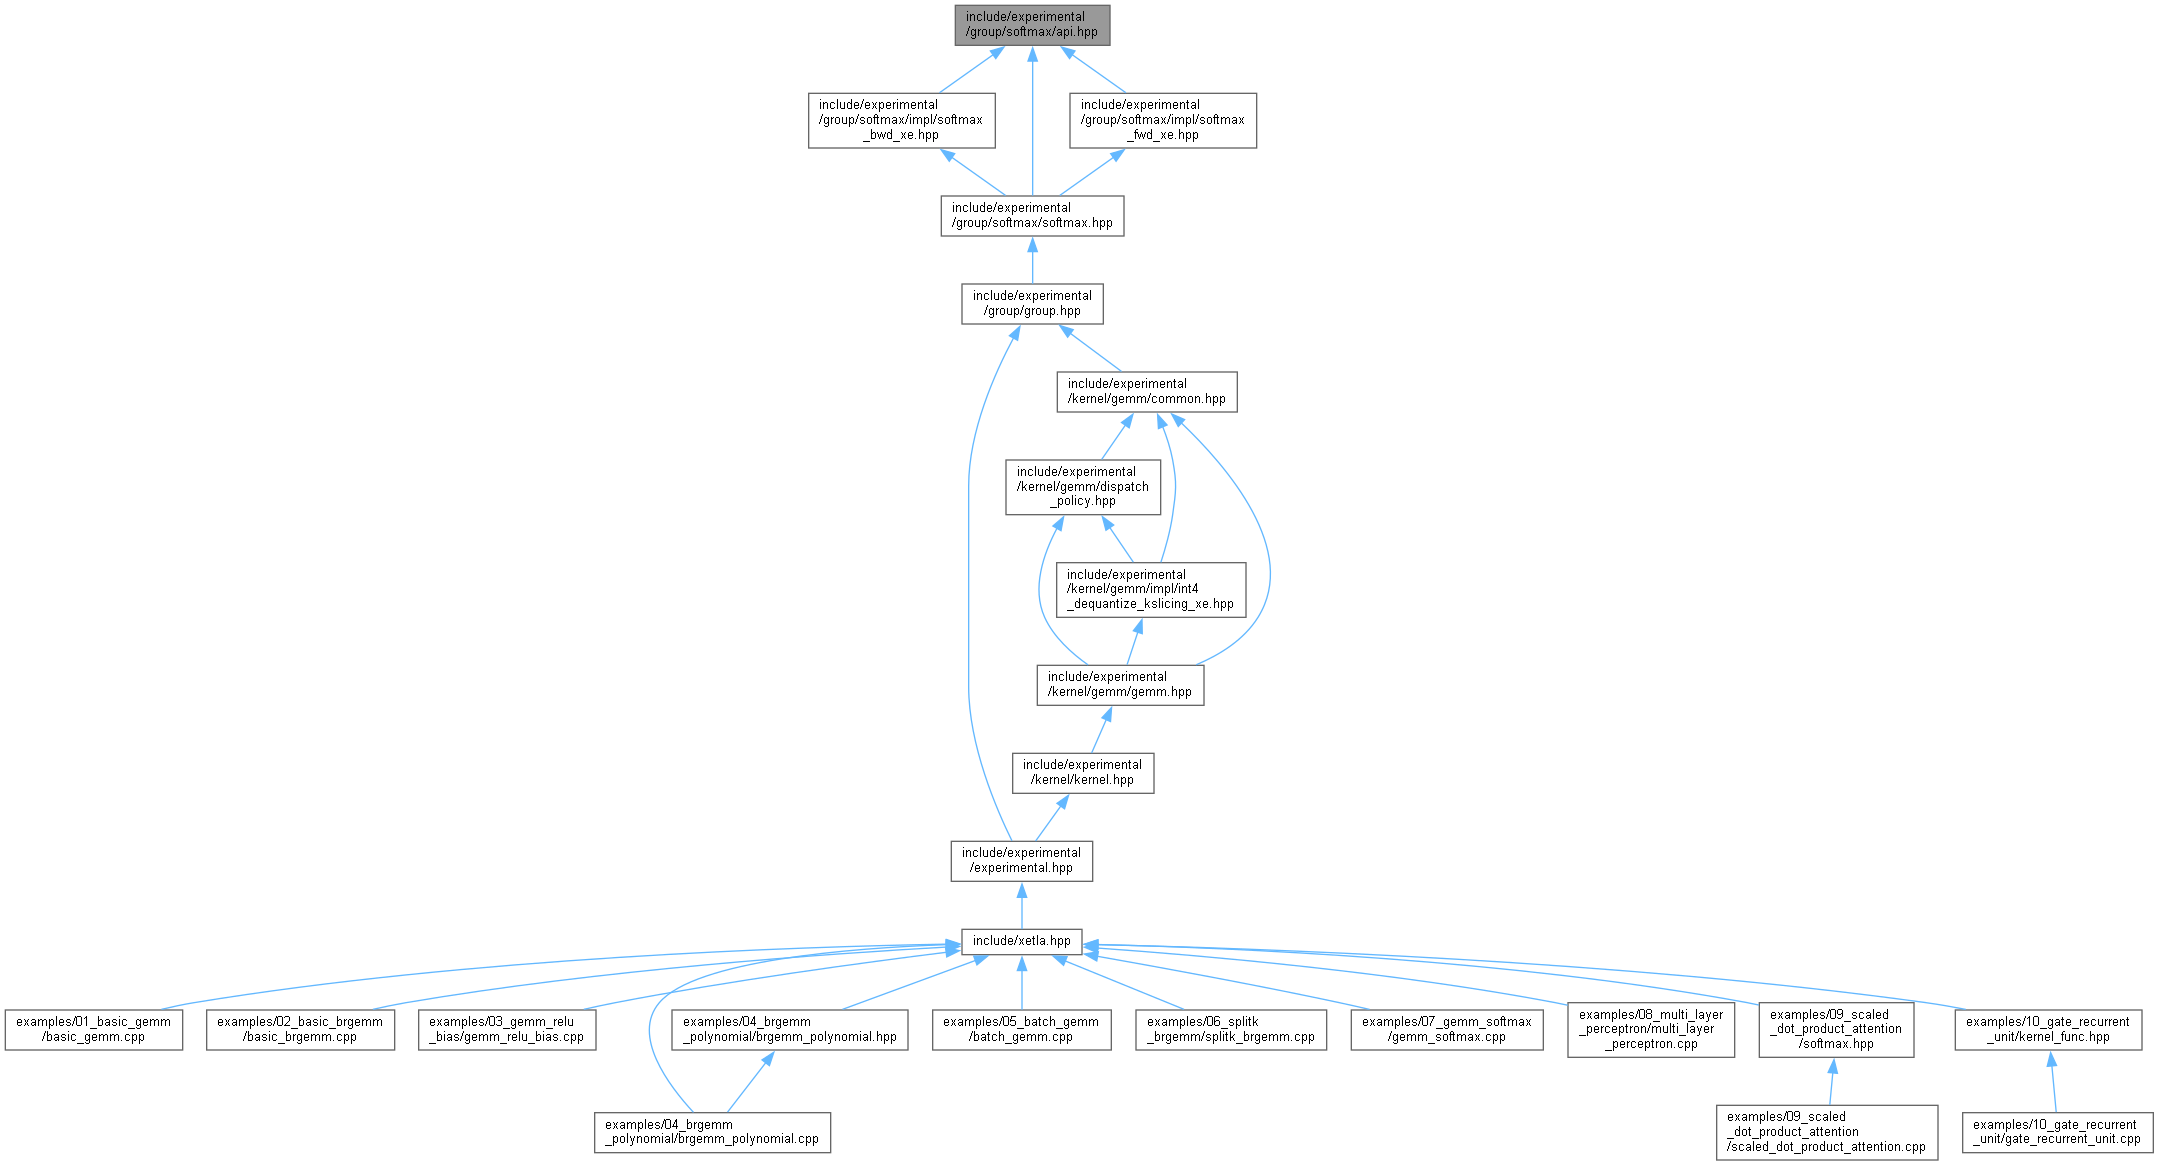 include/experimental
/group/softmax/api.hpp
include/experimental
/group/softmax/impl/softmax
_bwd_xe.hpp
include/experimental
/group/softmax/impl/softmax
_fwd_xe.hpp
include/experimental
/group/softmax/softmax.hpp
include/experimental
/group/group.hpp
include/experimental
/kernel/gemm/common.hpp
include/experimental
/kernel/gemm/dispatch
_policy.hpp
include/experimental
/kernel/gemm/impl/int4
_dequantize_kslicing_xe.hpp
include/experimental
/kernel/gemm/gemm.hpp
include/experimental
/kernel/kernel.hpp
include/experimental
/experimental.hpp
include/xetla.hpp
examples/01_basic_gemm
/basic_gemm.cpp
examples/02_basic_brgemm
/basic_brgemm.cpp
examples/03_gemm_relu
_bias/gemm_relu_bias.cpp
examples/04_brgemm
_polynomial/brgemm_polynomial.hpp
examples/05_batch_gemm
/batch_gemm.cpp
examples/06_splitk
_brgemm/splitk_brgemm.cpp
examples/07_gemm_softmax
/gemm_softmax.cpp
examples/08_multi_layer
_perceptron/multi_layer
_perceptron.cpp
examples/09_scaled
_dot_product_attention
/softmax.hpp
examples/10_gate_recurrent
_unit/kernel_func.hpp
examples/04_brgemm
_polynomial/brgemm_polynomial.cpp
examples/09_scaled
_dot_product_attention
/scaled_dot_product_attention.cpp
examples/10_gate_recurrent
_unit/gate_recurrent_unit.cpp